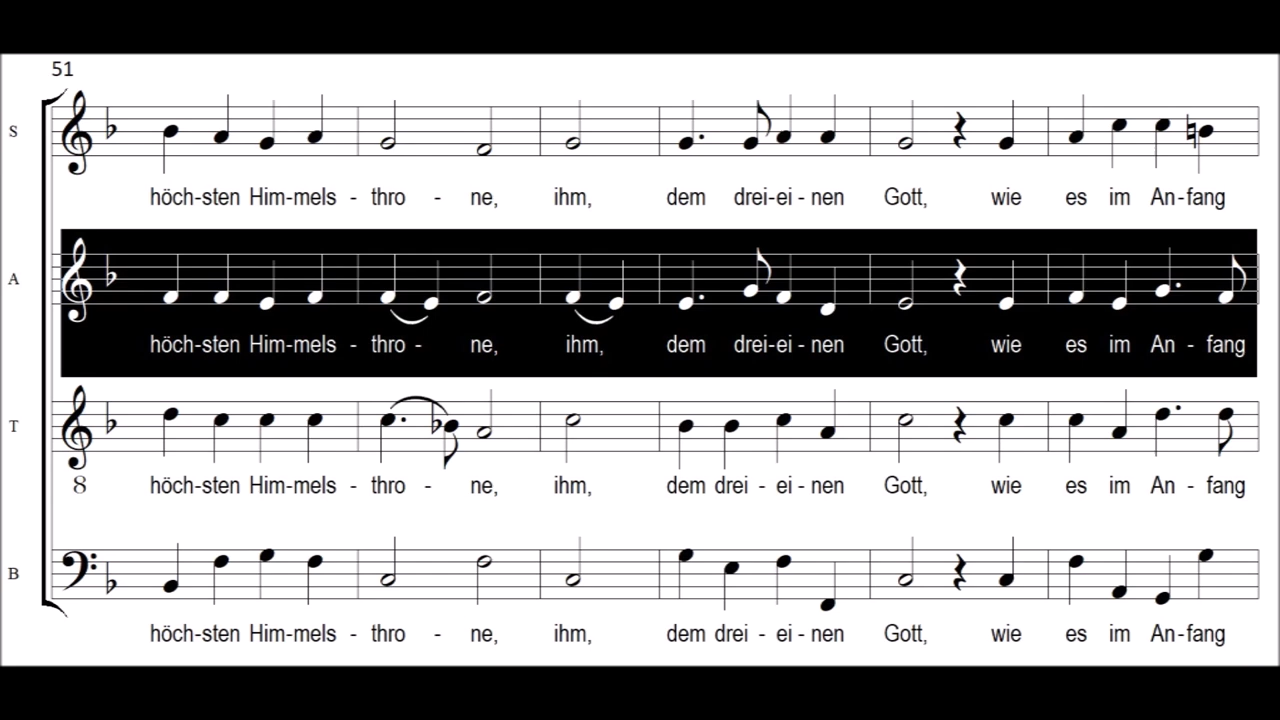 51
S
höch-sten Him-mels - thro - ne, ihm, dem drei-ei - nen Gott, wie es im An-fang
A
höch-sten Him-mels - thro - ne, ihm, dem drei-ei - nen Gott, wie es im An - fang
T
8 höch-sten Him-mels - thro - ne, ihm, dem drei - ei - nen Gott, wie es im An - fang
B
höch-sten Him-mels - thro - ne, ihm, dem drei - ei - nen Gott, wie es im An-fang